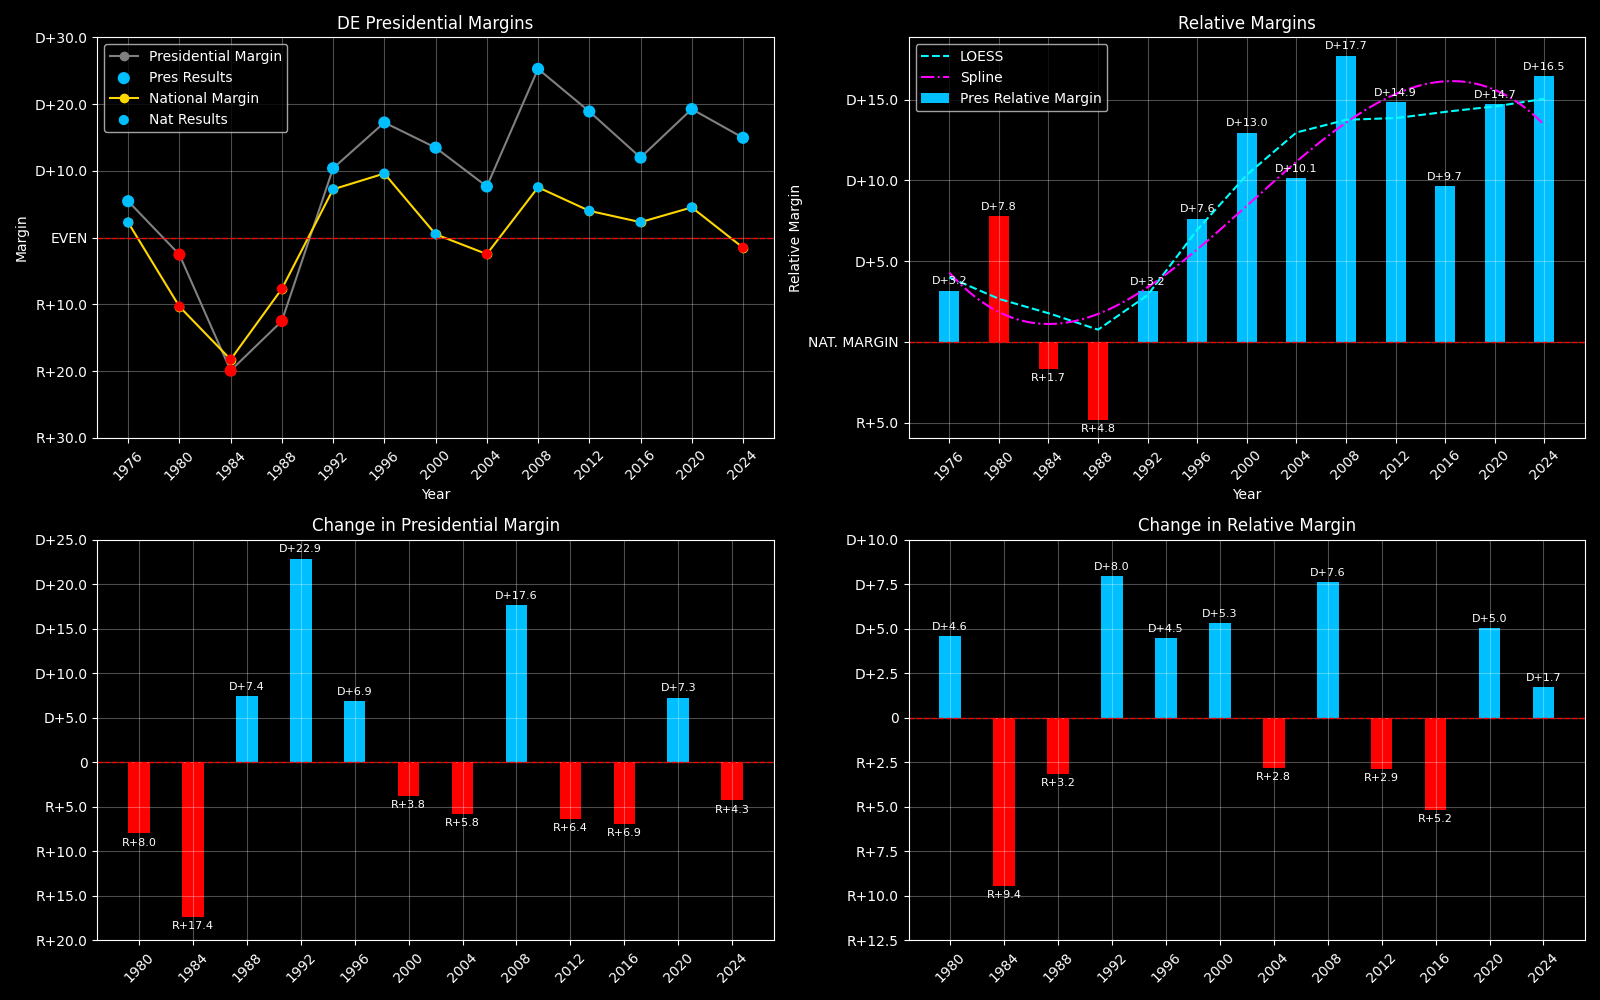 DE Presidential Margins
D+30.0
D+20.0
D+10.0
EVEN
R+10.0
R+20.0
R+30.0
Margin
Presidential Margin
Pres Results
National Margin
Nat Results
1976
1980
1984
1988
1992
1996
2000
2004
2008
2012
2016
2020
2024
Year
Relative Margins
D+15.0
D+10.0
D+5.0
NAT. MARGIN
R+5.0
Relative Margin
LOESS
Spline
Pres Relative Margin
D+3.2
D+7.8
R+1.7
R+4.8
D+3.2
D+7.6
D+13.0
D+10.1
D+17.7
D+14.9
D+9.7
D+14.7
D+16.5
1976
1980
1984
1988
1992
1996
2000
2004
2008
2012
2016
2020
2024
Year
Change in Presidential Margin
D+25.0
D+20.0
D+15.0
D+10.0
D+5.0
0
R+5.0
R+10.0
R+15.0
R+20.0
R+8.0
R+17.4
D+7.4
D+22.9
D+6.9
R+3.8
R+5.8
D+17.6
R+6.4
R+6.9
D+7.3
R+4.3
1980
1984
1988
1992
1996
2000
2004
2008
2012
2016
2020
2024
Change in Relative Margin
D+10.0
D+7.5
D+5.0
D+2.5
0
R+2.5
R+5.0
R+7.5
R+10.0
R+12.5
D+4.6
R+9.4
R+3.2
D+8.0
D+4.5
D+5.3
R+2.8
D+7.6
R+2.9
R+5.2
D+5.0
D+1.7
1980
1984
1988
1992
1996
2000
2004
2008
2012
2016
2020
2024